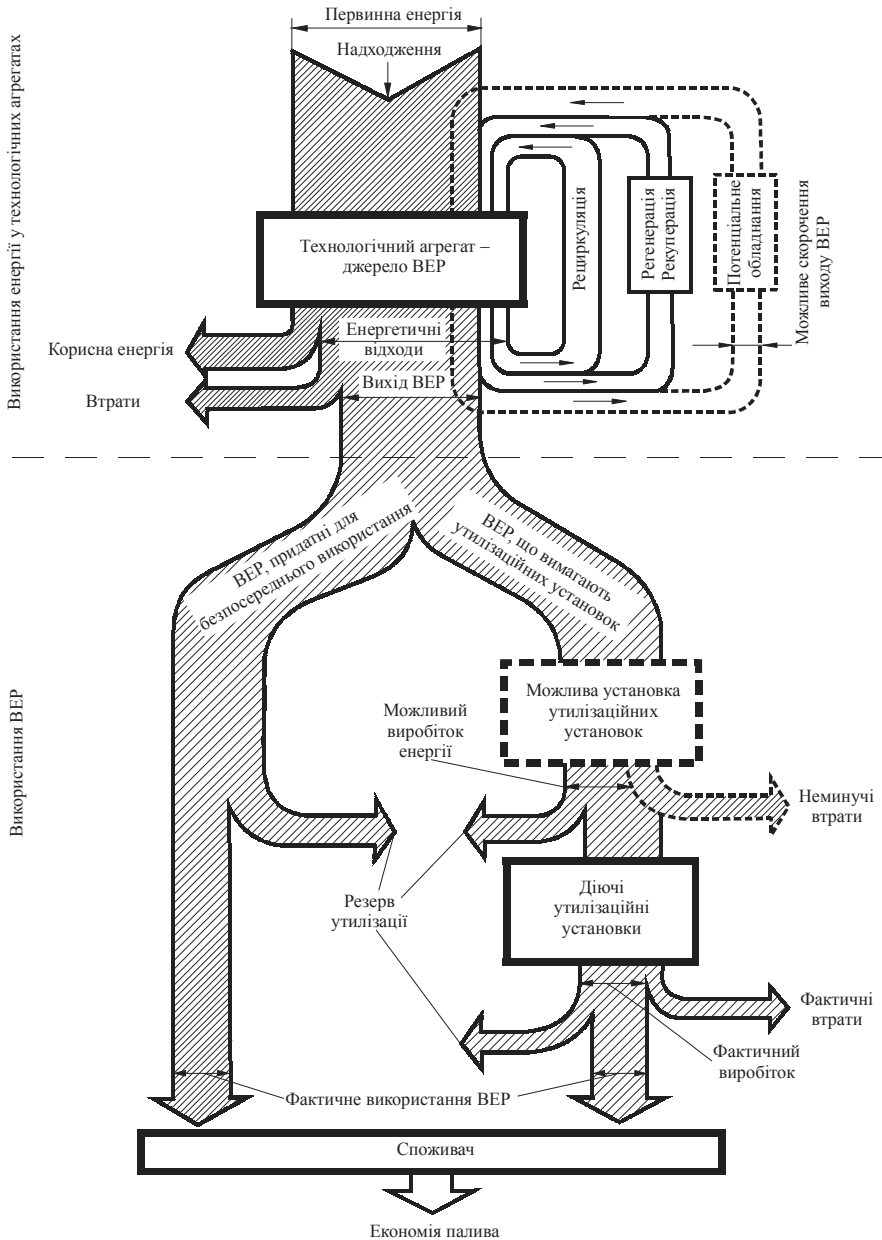 Первинна енергія
Надходження
Використання енергії у технологічних агрегатах
Технологічний агрегат –
джерело ВЕР
Рециркуляція
Регенерація
Рекуперація
Потенціальне
обладнання
Можливе скорочення
виходу ВЕР
Корисна енергія
Енергетичні
відходи
Втрати
Вихід ВЕР
ВЕР, придатні для
безпосереднього використання
ВЕР, що вимагають
утилізаційних установок
Використання ВЕР
Можлива установка
утилізаційних
установок
Можливий
виробіток
енергії
Неминучі
втрати
Резерв
утилізації
Діючі
утилізаційні
установки
Фактичні
втрати
Фактичний
виробіток
Фактичне використання ВЕР
Споживач
Економія палива